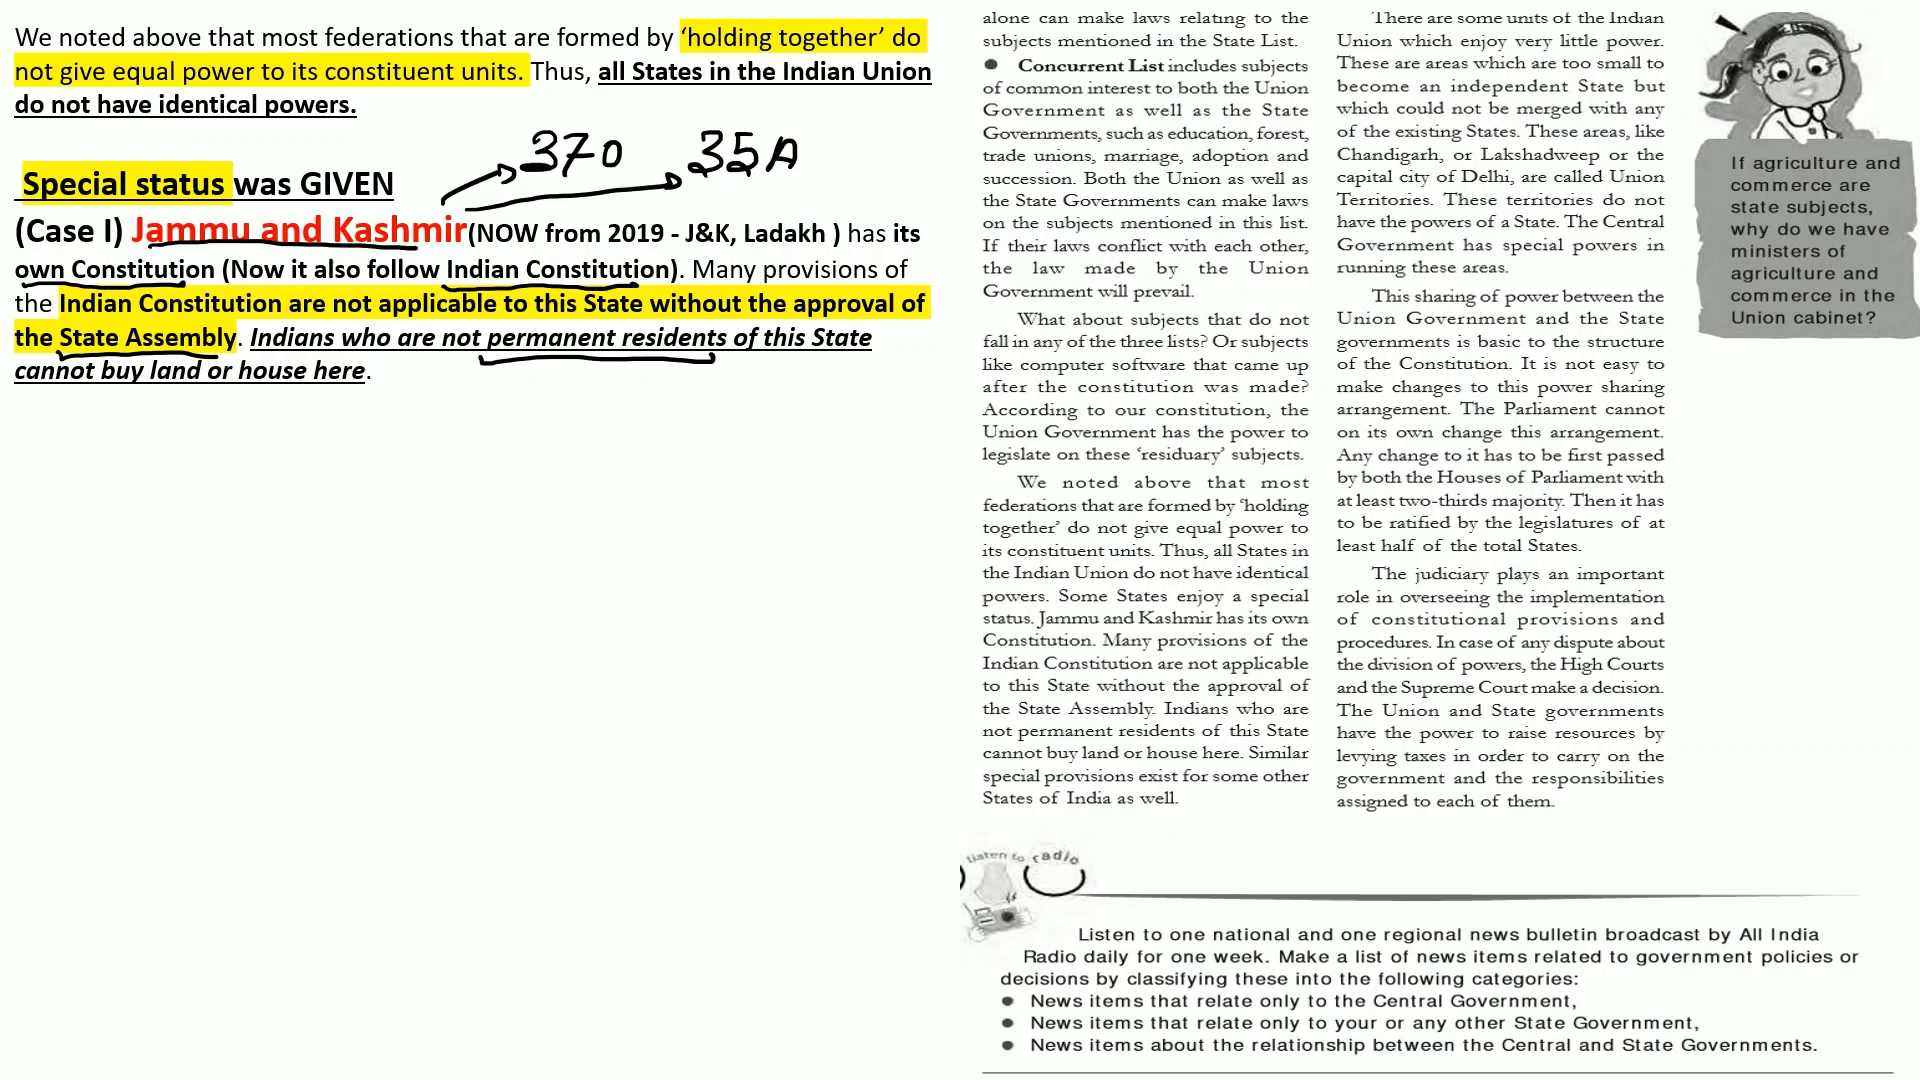 We noted above that most federations that are formed by ‘holding together’ do
not give equal power to its constituent units. Thus, all States in the Indian Union
do not have identical powers.
370 35A
Special status was GIVEN
(Case I) Jammu and Kashmir(NOW from 2019 - J&K, Ladakh ) has its
own Constitution (Now it also follow Indian Constitution). Many provisions of
the Indian Constitution are not applicable to this State without the approval of
the State Assembly. Indians who are not permanent residents of this State
cannot buy land or house here.
alone can make laws relating to the
subjects mentioned in the State List.
● Concurrent List includes subjects
of common interest to both the Union
Government as well as the State
Governments, such as education, forest,
trade unions, marriage, adoption and
succession. Both the Union as well as
the State Governments can make laws
on the subjects mentioned in this list.
If their laws conflict with each other,
the law made by the Union
Government will prevail.
What about subjects that do not
fall in any of the three lists? Or subjects
like computer software that came up
after the constitution was made?
According to our constitution, the
Union Government has the power to
legislate on these ‘residuary’ subjects.
We noted above that most
federations that are formed by ‘holding
together’ do not give equal power to
its constituent units. Thus, all States in
the Indian Union do not have identical
powers. Some States enjoy a special
status. Jammu and Kashmir has its own
Constitution. Many provisions of the
Indian Constitution are not applicable
to this State without the approval of
the State Assembly. Indians who are
not permanent residents of this State
cannot buy land or house here. Similar
special provisions exist for some other
States of India as well.
There are some units of the Indian
Union which enjoy very little power.
These are areas which are too small to
become an independent State but
which could not be merged with any
of the existing States. These areas, like
Chandigarh, or Lakshadweep or the
capital city of Delhi, are called Union
Territories. These territories do not
have the powers of a State. The Central
Government has special powers in
running these areas.
This sharing of power between the
Union Government and the State
governments is basic to the structure
of the Constitution. It is not easy to
make changes to this power sharing
arrangement. The Parliament cannot
on its own change this arrangement.
Any change to it has to be first passed
by both the Houses of Parliament with
at least two-thirds majority. Then it has
to be ratified by the legislatures of at
least half of the total States.
The judiciary plays an important
role in overseeing the implementation
of constitutional provisions and
procedures. In case of any dispute about
the division of powers, the High Courts
and the Supreme Court make a decision.
The Union and State governments
have the power to raise resources by
levying taxes in order to carry on the
government and the responsibilities
assigned to each of them.
If agriculture and
commerce are
state subjects,
why do we have
ministers of
agriculture and
commerce in the
Union cabinet?
listen to radio
Listen to one national and one regional news bulletin broadcast by All India
Radio daily for one week. Make a list of news items related to government policies or
decisions by classifying these into the following categories:
● News items that relate only to the Central Government,
● News items that relate only to your or any other State Government,
● News items about the relationship between the Central and State Governments.